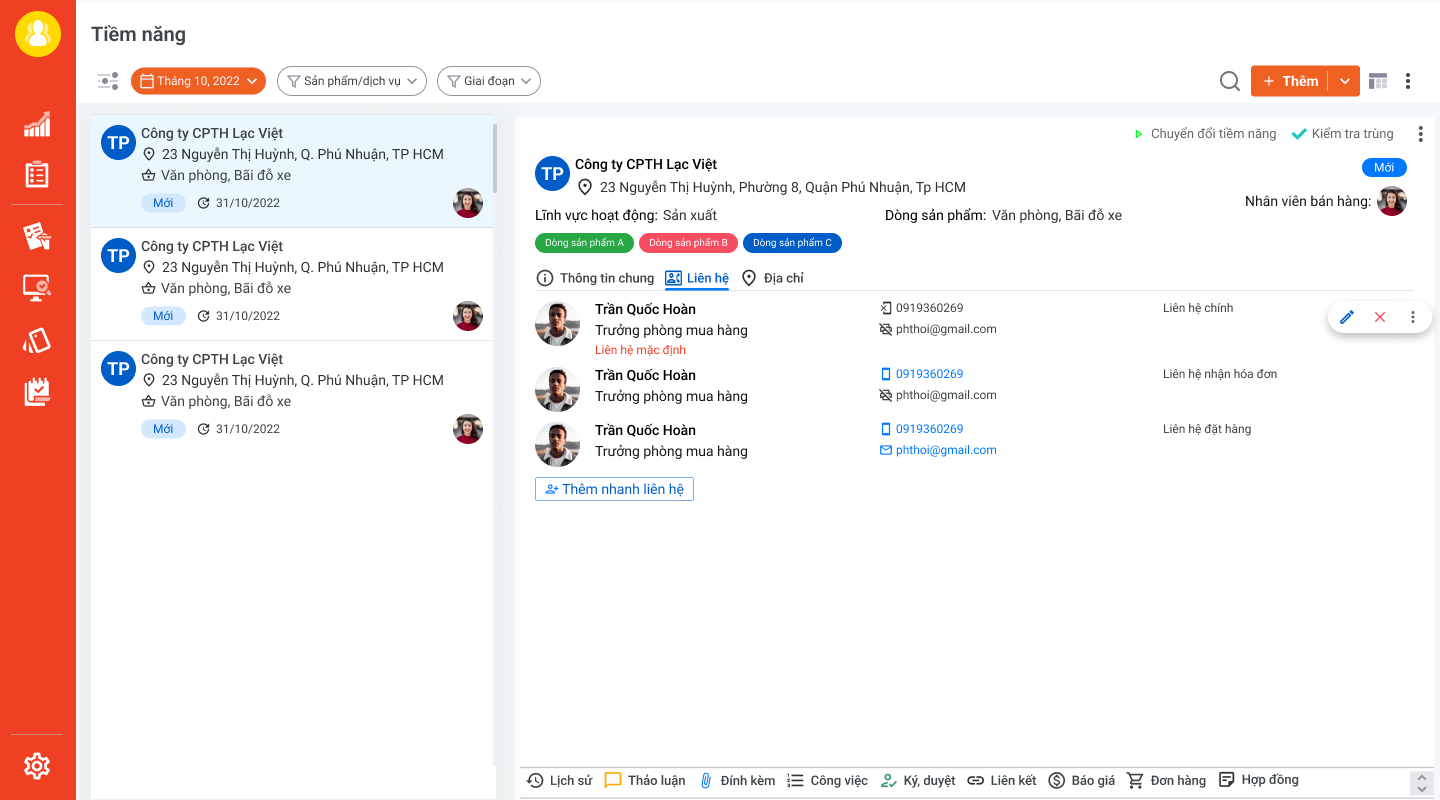 Tiềm năng
Tháng 10, 2022
Sản phẩm/dịch vụ
Giai đoạn
Thêm
TP
Công ty CPTH Lạc Việt
23 Nguyễn Thị Huỳnh, Q. Phú Nhuận, TP HCM
Văn phòng, Bãi đỗ xe
Mới
31/10/2022
TP
Công ty CPTH Lạc Việt
23 Nguyễn Thị Huỳnh, Q. Phú Nhuận, TP HCM
Văn phòng, Bãi đỗ xe
Mới
31/10/2022
TP
Công ty CPTH Lạc Việt
23 Nguyễn Thị Huỳnh, Q. Phú Nhuận, TP HCM
Văn phòng, Bãi đỗ xe
Mới
31/10/2022
Chuyển đổi tiềm năng
Kiểm tra trùng
TP
Công ty CPTH Lạc Việt
Mới
23 Nguyễn Thị Huỳnh, Phường 8, Quận Phú Nhuận, Tp HCM
Nhân viên bán hàng:
Lĩnh vực hoạt động: Sản xuất
Dòng sản phẩm: Văn phòng, Bãi đỗ xe
Dòng sản phẩm A
Dòng sản phẩm B
Dòng sản phẩm C
Thông tin chung
Liên hệ
Địa chỉ
Trần Quốc Hoàn
0919360269
Liên hệ chính
Trưởng phòng mua hàng
phthoi@gmail.com
Liên hệ mặc định
Trần Quốc Hoàn
0919360269
Liên hệ nhận hóa đơn
Trưởng phòng mua hàng
phthoi@gmail.com
Trần Quốc Hoàn
0919360269
Liên hệ đặt hàng
Trưởng phòng mua hàng
phthoi@gmail.com
Thêm nhanh liên hệ
Lịch sử
Thảo luận
Đính kèm
Công việc
Ký, duyệt
Liên kết
Báo giá
Đơn hàng
Hợp đồng